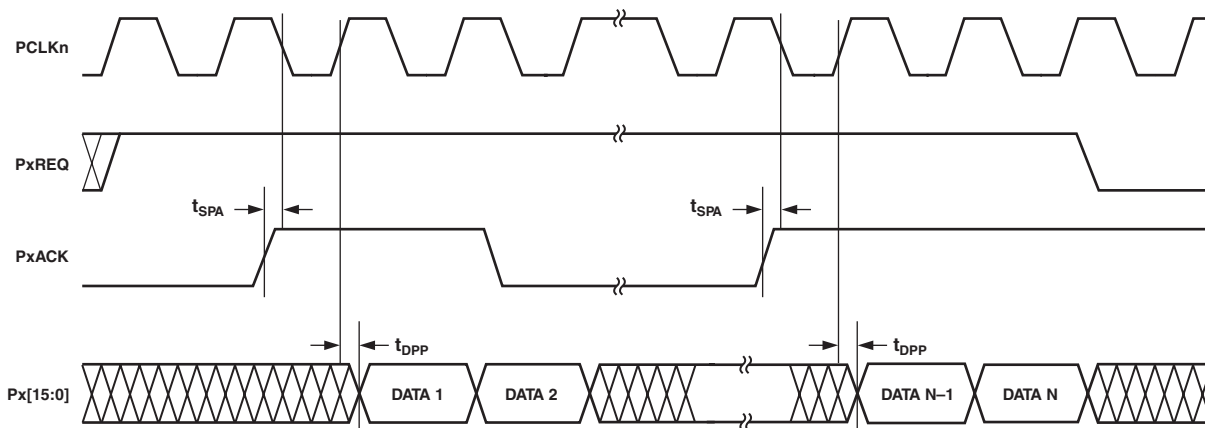 PCLKn
PxREQ
tSPA
tSPA
PxACK
tDPP
tDPP
Px[15:0]
DATA 1
DATA 2
DATA N–1
DATA N